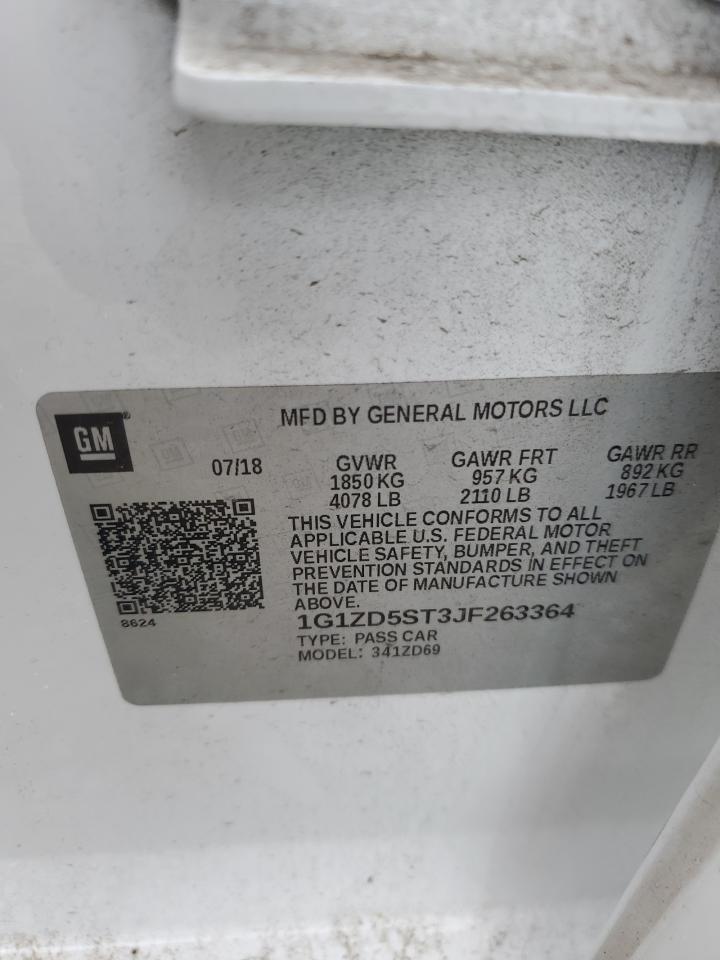 GM®
MFD BY GENERAL MOTORS LLC
07/18
GVWR GAWR FRT GAWR RR
1850 KG 957 KG 892 KG
4078 LB 2110 LB 1967 LB
THIS VEHICLE CONFORMS TO ALL
APPLICABLE U.S. FEDERAL MOTOR
VEHICLE SAFETY, BUMPER, AND THEFT
PREVENTION STANDARDS IN EFFECT ON
THE DATE OF MANUFACTURE SHOWN
ABOVE.
8624
1G1ZD5ST3JF263364
TYPE: PASS CAR
MODEL: 341ZD69